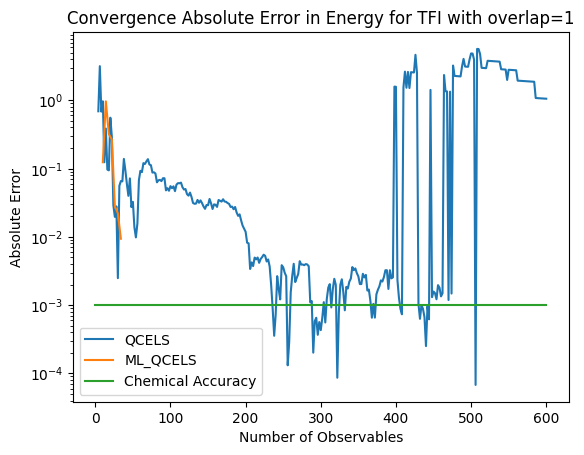 Convergence Absolute Error in Energy for TFI with overlap=1
Absolute Error
10^0
10^-1
10^-2
10^-3
10^-4
QCELS
ML_QCELS
Chemical Accuracy
0 100 200 300 400 500 600
Number of Observables